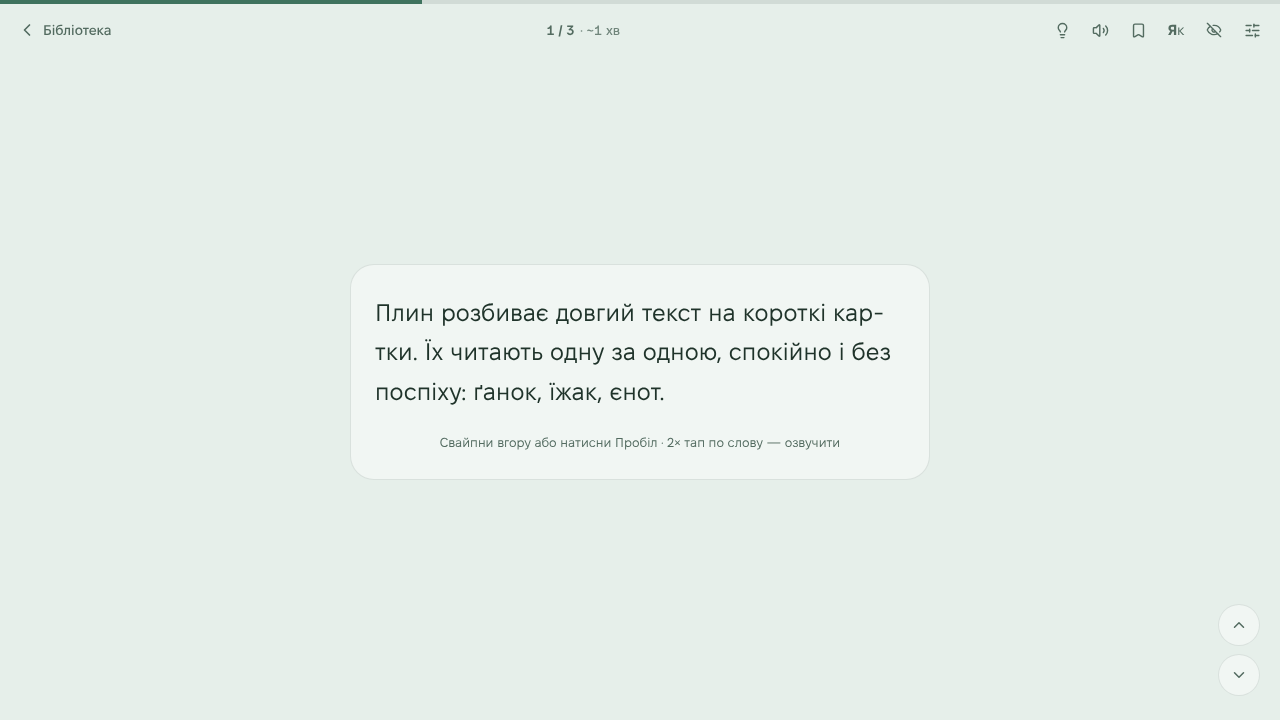 Бібліотека
1 / 3 · ~1 хв
Як
Плин розбиває довгий текст на короткі кар-
тки. Їх читають одну за одною, спокійно і без
поспіху: ґанок, їжак, єнот.
Свайпни вгору або натисни Пробіл · 2× тап по слову — озвучити